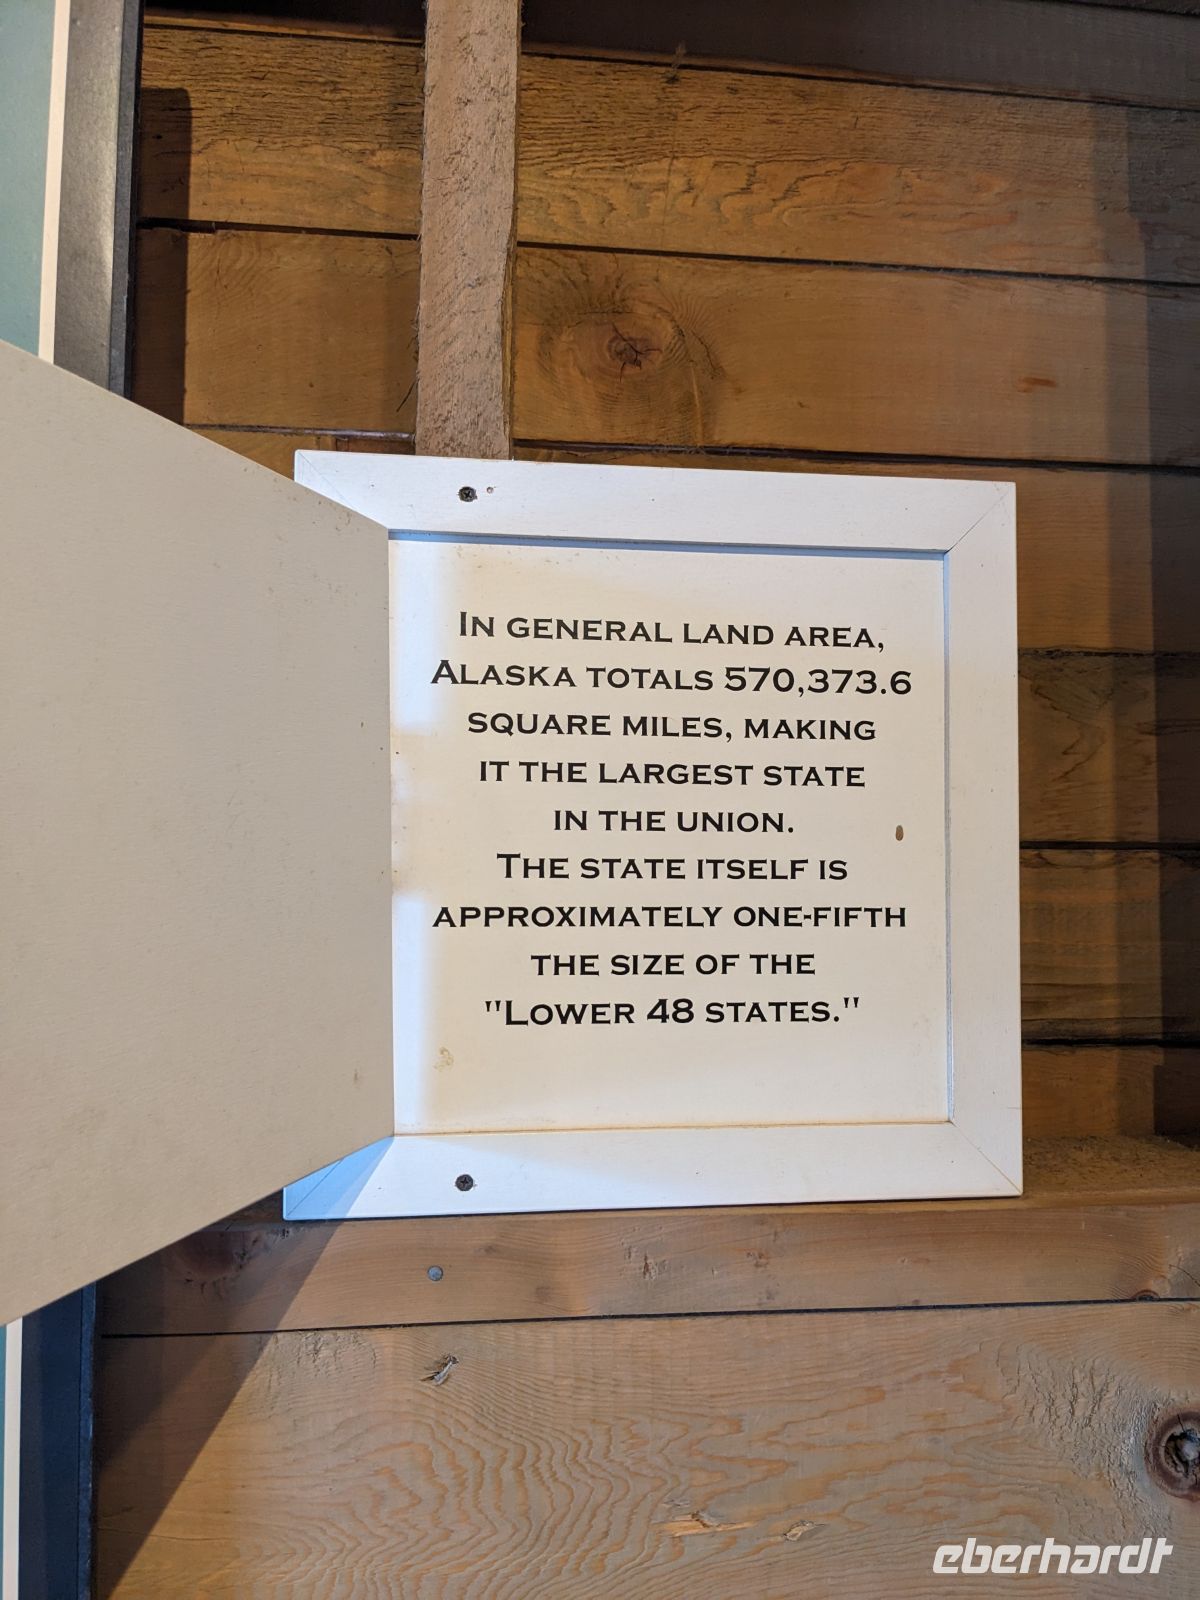 In general land area,
Alaska totals 570,373.6
square miles, making
it the largest state
in the union.
The state itself is
approximately one-fifth
the size of the
"Lower 48 states."
eberhardt